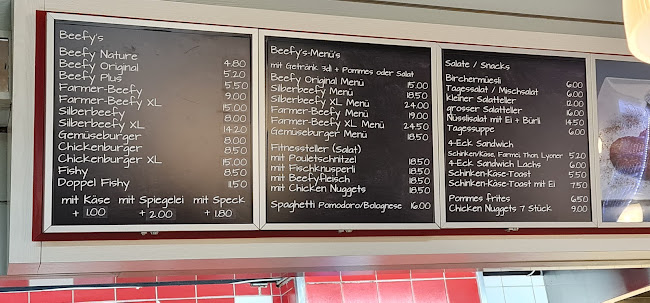 Beefy's
Beefy Nature 4.80
Beefy Original 5.20
Beefy Plus 5.50
Farmer-Beefy 9.00
Farmer-Beefy XL 15.00
Silberbeefy 8.00
Silberbeefy XL 14.20
Gemüseburger 8.00
Chickenburger 8.50
Chickenburger XL 15.00
Fishy 8.50
Doppel Fishy 11.50
mit Käse mit Spiegelei mit Speck
+ 1.00 + 2.00 + 1.80
Beefy's-Menü's
mit Getränk 3dl + Pommes oder Salat
Beefy Original Menü 15.00
Silberbeefy Menü 18.50
Silberbeefy XL Menü 24.00
Farmer-Beefy Menü 19.00
Farmer-Beefy XL Menü 24.50
Gemüseburger Menü 18.50
Fitnessteller (Salat)
mit Pouletschnitzel 18.50
mit Fischknusperli 18.50
mit Beefyfleisch 18.50
mit Chicken Nuggets 18.50
Spaghetti Pomodoro/Bolognese 16.00
Salate / Snacks
Birchermüesli 6.00
Tagessalat / Mischsalat 6.00
kleiner Salatteller 12.00
grosser Salatteller 16.00
Nüsslisalat mit Ei + Bürli 14.50
Tagessuppe 6.00
4-Eck Sandwich
Schinken/Käse, Farmei, Thon, Lyoner 5.20
4-Eck Sandwich Lachs 6.00
Schinken-Käse-Toast 5.50
Schinken-Käse-Toast mit Ei 7.50
Pommes frites 6.50
Chicken Nuggets 7 Stück 9.00